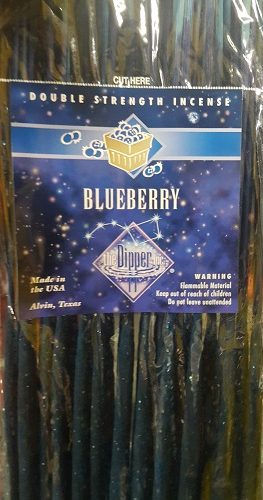 CUT HERE
DOUBLE STRENGTH INCENSE
BLUEBERRY
The Dipper
Made in
the USA
Alvin, Texas
WARNING
Flammable Material
Keep out of reach of children
Do not leave unattended